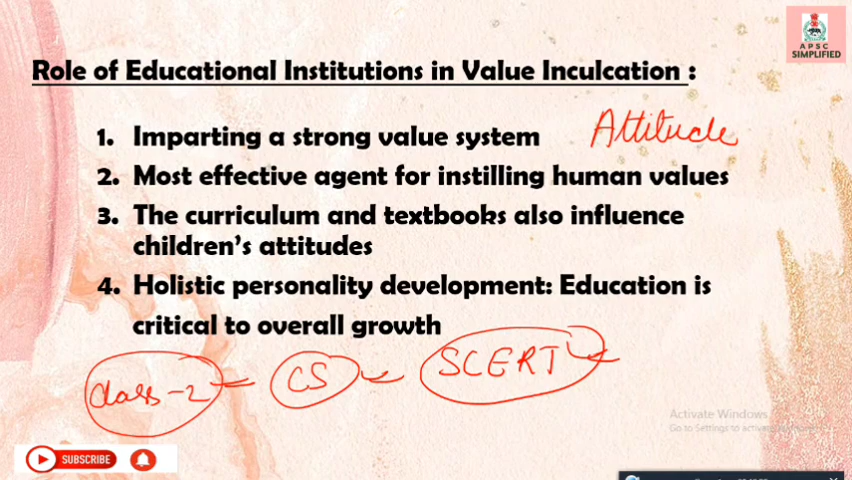 APSC
SIMPLIFIED
Role of Educational Institutions in Value Inculcation :
1. Imparting a strong value system
Attitude
2. Most effective agent for instilling human values
3. The curriculum and textbooks also influence
children's attitudes
4. Holistic personality development: Education is
critical to overall growth
class-2
CS
SCERT
Activate Windows
Go to Settings to activate
SUBSCRIBE